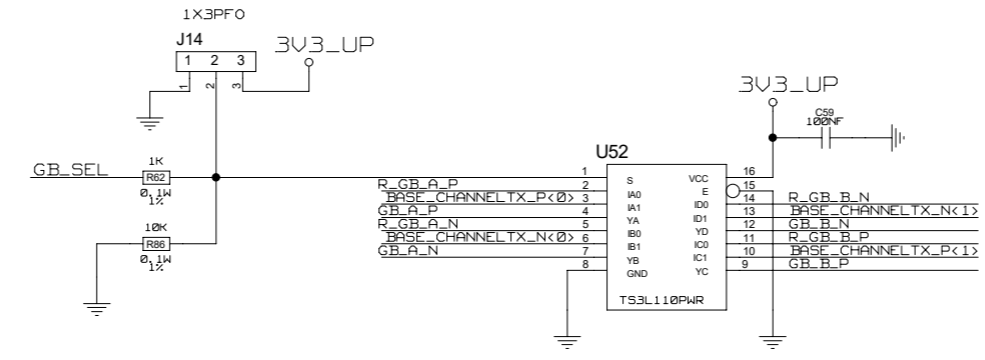 1X3PF0
J14
1 2 3
3V3_UP
1 2 3
3V3_UP
C59
100NF
GB_SEL
1K
R62
0.1W
1%
10K
R86
0.1W
1%
U52
1 S VCC 16
R_GB_A_P 2 IA0 E 15
BASE_CHANNELTX_P<0> 3 IA1 ID0 14 R_GB_B_N
GB_A_P 4 YA ID1 13 BASE_CHANNELTX_N<1>
R_GB_A_N 5 IB0 YD 12 GB_B_N
BASE_CHANNELTX_N<0> 6 IB1 IC0 11 R_GB_B_P
GB_A_N 7 YB IC1 10 BASE_CHANNELTX_P<1>
8 GND YC 9 GB_B_P
TS3L110PWR